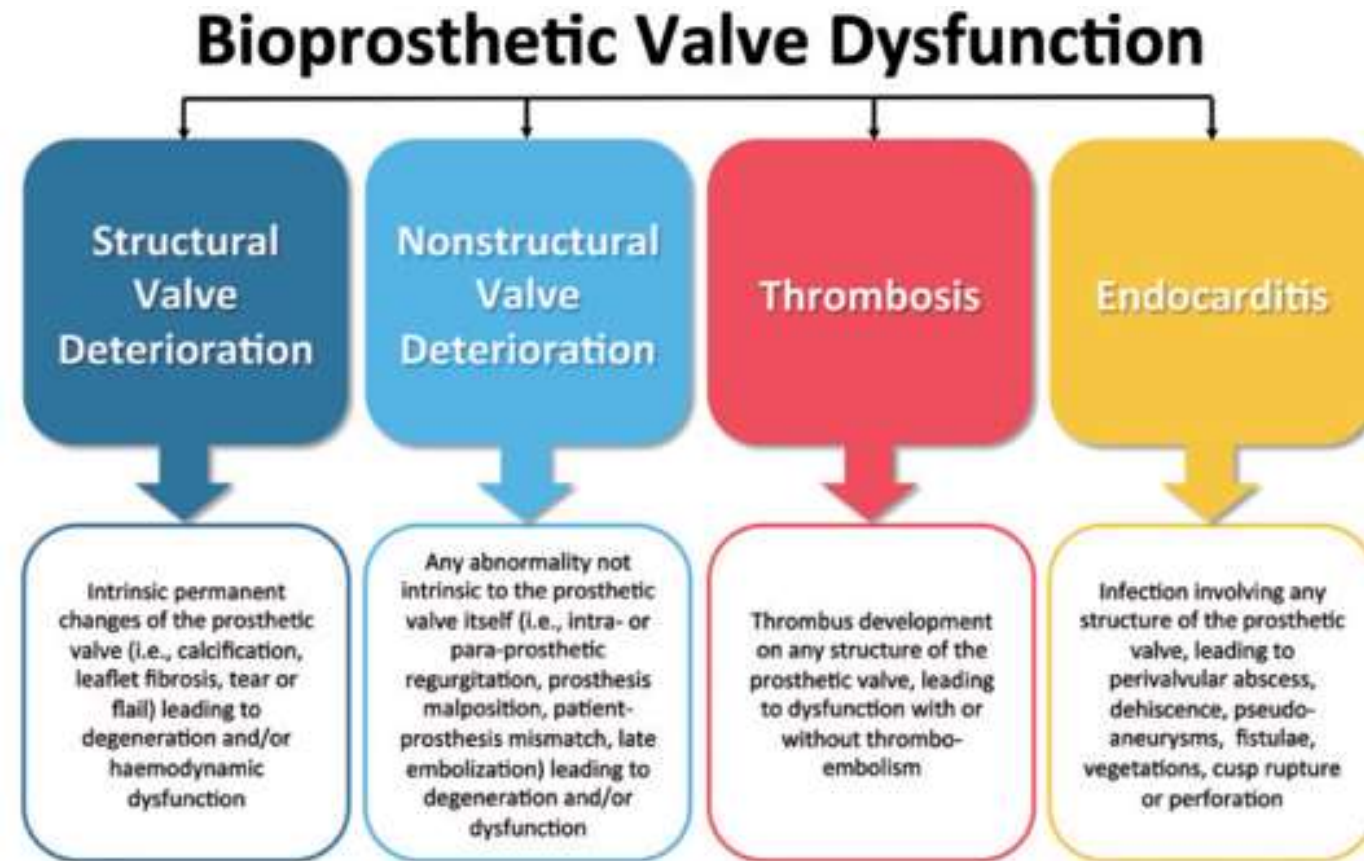 Bioprosthetic Valve Dysfunction
Structural
Valve
Deterioration
Nonstructural
Valve
Deterioration
Thrombosis
Endocarditis
Intrinsic permanent
changes of the prosthetic
valve (i.e., calcification,
leaflet fibrosis, tear or
flail) leading to
degeneration and/or
haemodynamic
dysfunction
Any abnormality not
intrinsic to the prosthetic
valve itself (i.e., intra- or
para-prosthetic
regurgitation, prosthesis
malposition, patient-
prosthesis mismatch, late
embolization) leading to
degeneration and/or
dysfunction
Thrombus development
on any structure of the
prosthetic valve, leading
to dysfunction with or
without thrombo-
embolism
Infection involving any
structure of the prosthetic
valve, leading to
perivalvular abscess,
dehiscence, pseudo-
aneurysms, fistulae,
vegetations, cusp rupture
or perforation